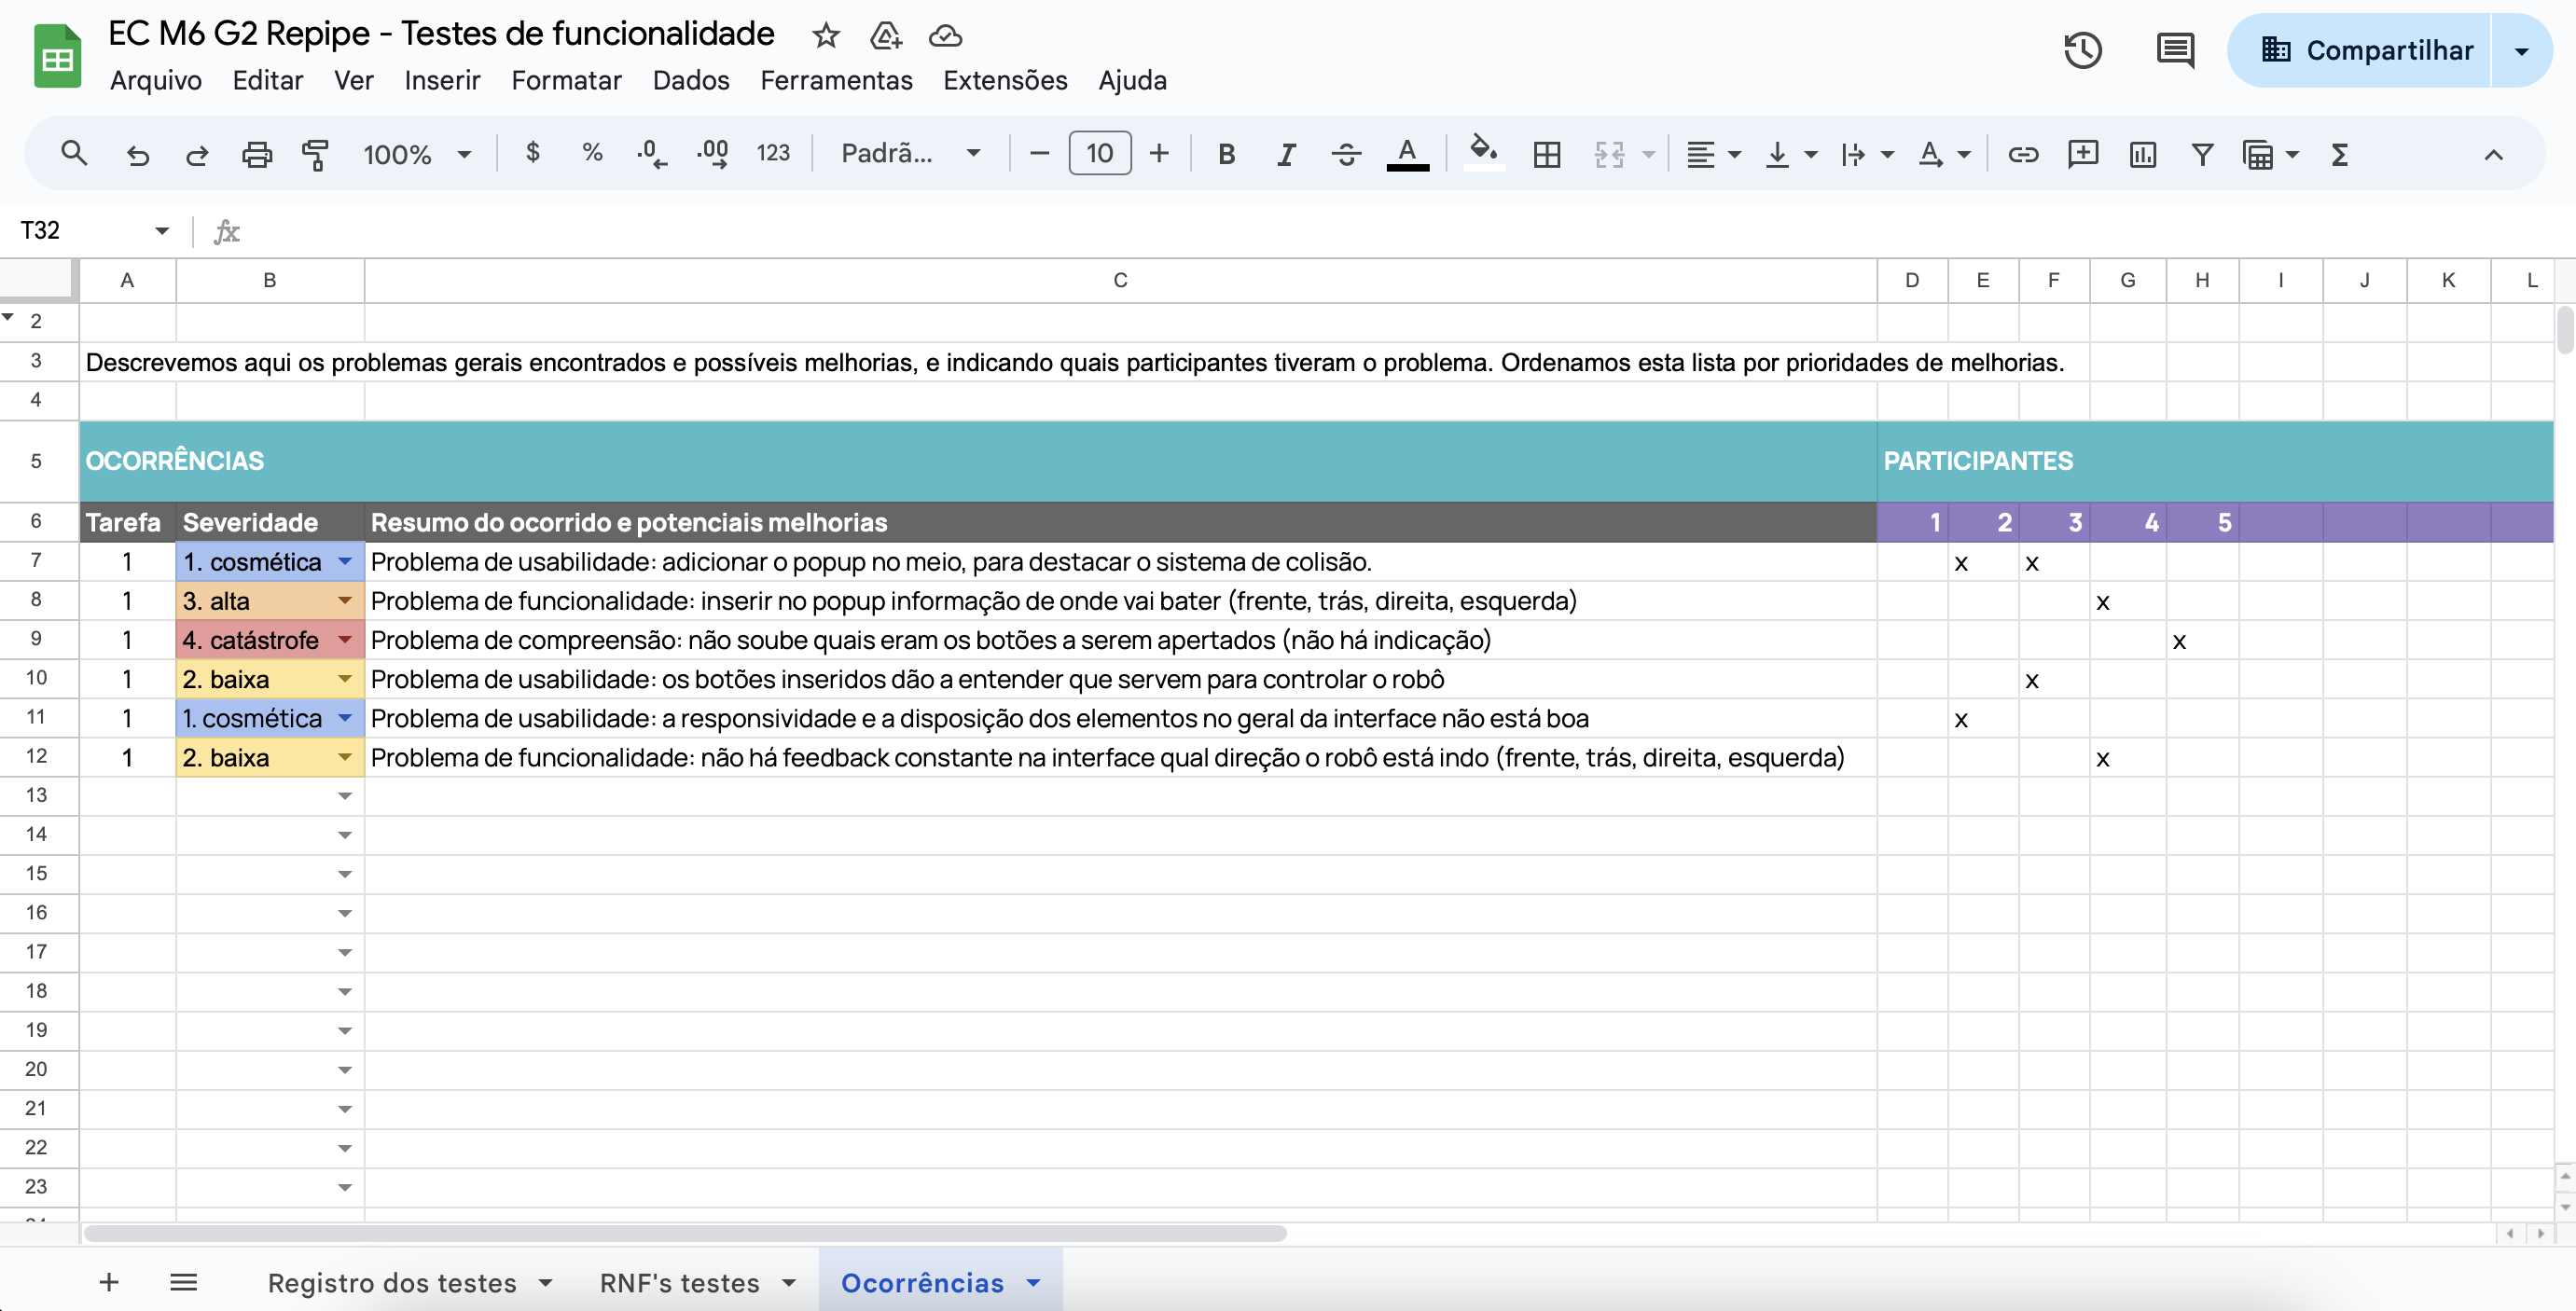 EC M6 G2 Repipe - Testes de funcionalidade
Arquivo Editar Ver Inserir Formatar Dados Ferramentas Extensões Ajuda
Compartilhar
100% $ % .0 .00 123 Padrã... 10 B I S A
T32 fx
A B C D E F G H I J K L
2
3 Descrevemos aqui os problemas gerais encontrados e possíveis melhorias, e indicando quais participantes tiveram o problema. Ordenamos esta lista por prioridades de melhorias.
4
5 OCORRÊNCIAS PARTICIPANTES
6 Tarefa Severidade Resumo do ocorrido e potenciais melhorias 1 2 3 4 5
7 1 1. cosmética Problema de usabilidade: adicionar o popup no meio, para destacar o sistema de colisão. x x
8 1 3. alta Problema de funcionalidade: inserir no popup informação de onde vai bater (frente, trás, direita, esquerda) x
9 1 4. catástrofe Problema de compreensão: não soube quais eram os botões a serem apertados (não há indicação) x
10 1 2. baixa Problema de usabilidade: os botões inseridos dão a entender que servem para controlar o robô x
11 1 1. cosmética Problema de usabilidade: a responsividade e a disposição dos elementos no geral da interface não está boa x
12 1 2. baixa Problema de funcionalidade: não há feedback constante na interface qual direção o robô está indo (frente, trás, direita, esquerda) x
13
14
15
16
17
18
19
20
21
22
23
Registro dos testes RNF's testes Ocorrências